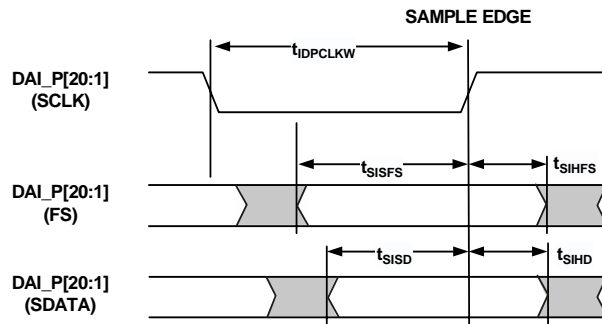 SAMPLE EDGE
tIDPCLKW
DAI_P[20:1]
(SCLK)
tSISFS
tSIHFS
DAI_P[20:1]
(FS)
tSISD
tSIHD
DAI_P[20:1]
(SDATA)